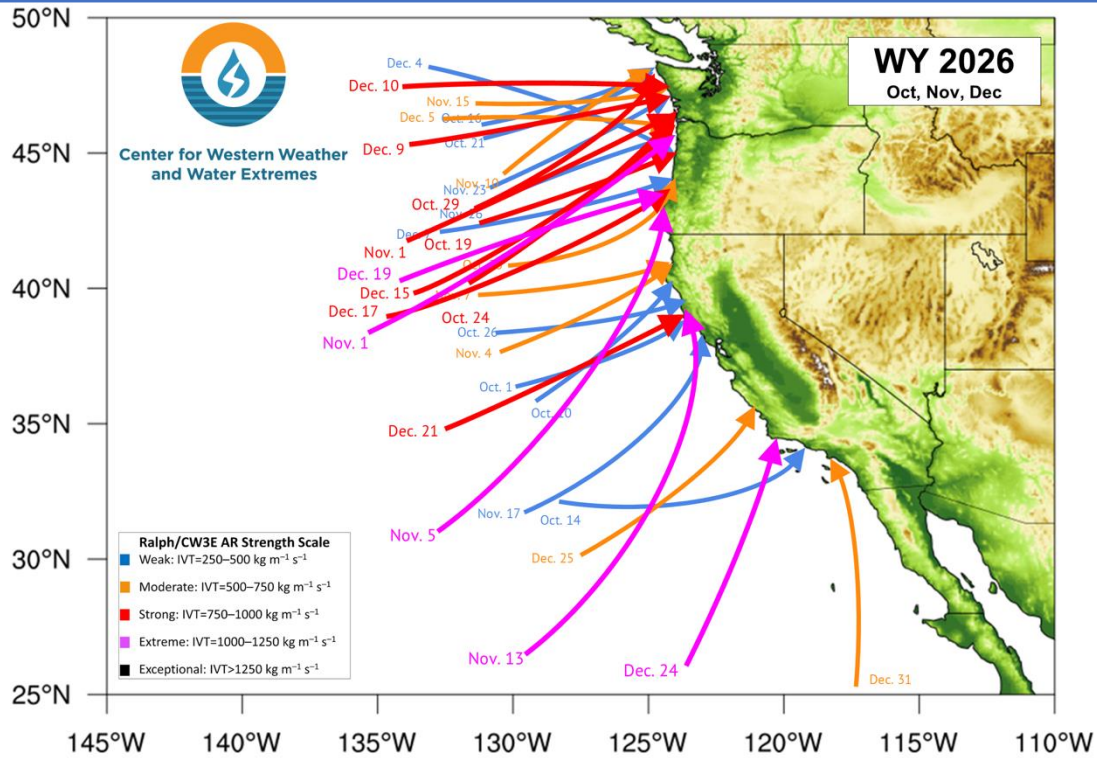 50°N
45°N
40°N
35°N
30°N
25°N
145°W
140°W
135°W
130°W
125°W
120°W
115°W
110°W
Center for Western Weather
and Water Extremes
WY 2026
Oct, Nov, Dec
Dec. 4
Dec. 10
Nov. 15
Dec. 5
Oct. 16
Oct. 21
Dec. 9
Nov. 10
Nov. 23
Oct. 29
Nov. 26
Nov. 1
Oct. 19
Dec. 19
Dec. 15
Dec. 17
Oct. 24
Nov. 1
Oct. 26
Nov. 4
Oct. 1
Oct. 10
Dec. 21
Nov. 5
Nov. 17
Oct. 14
Dec. 25
Nov. 13
Dec. 24
Dec. 31
Ralph/CW3E AR Strength Scale
Weak: IVT=250–500 kg m⁻¹ s⁻¹
Moderate: IVT=500–750 kg m⁻¹ s⁻¹
Strong: IVT=750–1000 kg m⁻¹ s⁻¹
Extreme: IVT=1000–1250 kg m⁻¹ s⁻¹
Exceptional: IVT>1250 kg m⁻¹ s⁻¹